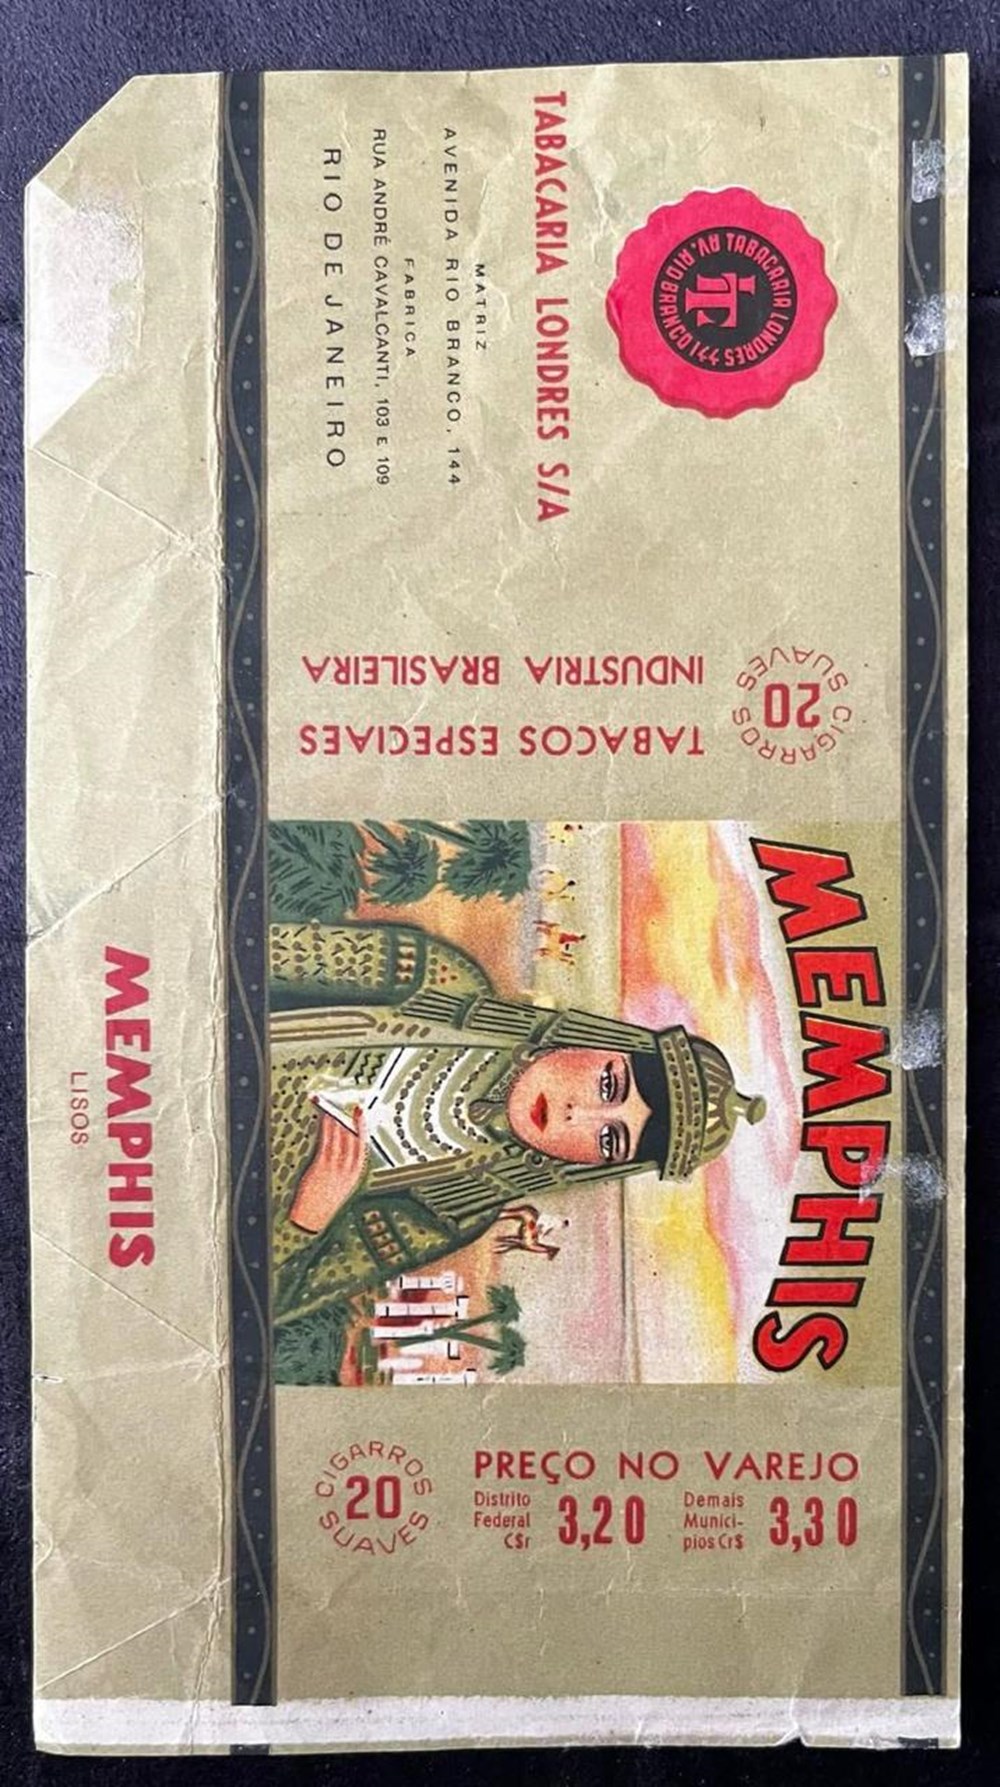 TABACARIA LONDRES 144
AV. RIO BRANCO
LT
TABACARIA LONDRES S/A
MATRIZ
AVENIDA RIO BRANCO, 144
FABRICA
RUA ANDRÉ CAVALCANTI, 103 E 109
RIO DE JANEIRO
CIGARROS
20
SUAVES
TABACOS ESPECIAES
INDUSTRIA BRASILEIRA
MEMPHIS
MEMPHIS
LISOS
CIGARROS
20
SUAVES
PREÇO NO VAREJO
Distrito
Federal
C$r
3,20
Demais
Munici-
pios Cr$
3,30